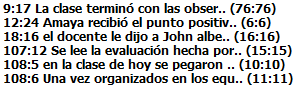 9:17 La clase terminó con las obser.. (76:76)
12:24 Amaya recibió el punto positiv.. (6:6)
18:16 el docente le dijo a John albe.. (16:16)
107:12 Se lee la evaluación hecha por.. (15:15)
108:5 en la clase de hoy se pegaron .. (10:10)
108:6 Una vez organizados en los equ.. (11:11)